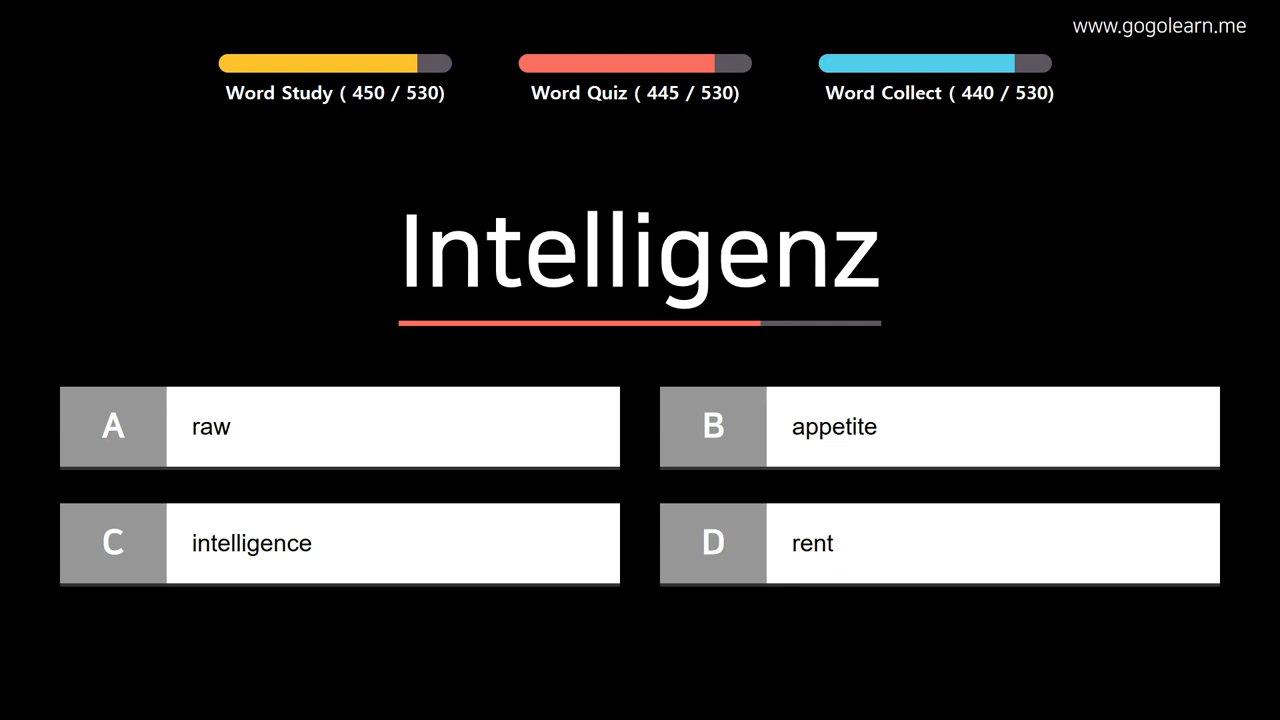 www.gogolearn.me
Word Study ( 450 / 530)
Word Quiz ( 445 / 530)
Word Collect ( 440 / 530)
Intelligenz
A raw
B appetite
C intelligence
D rent